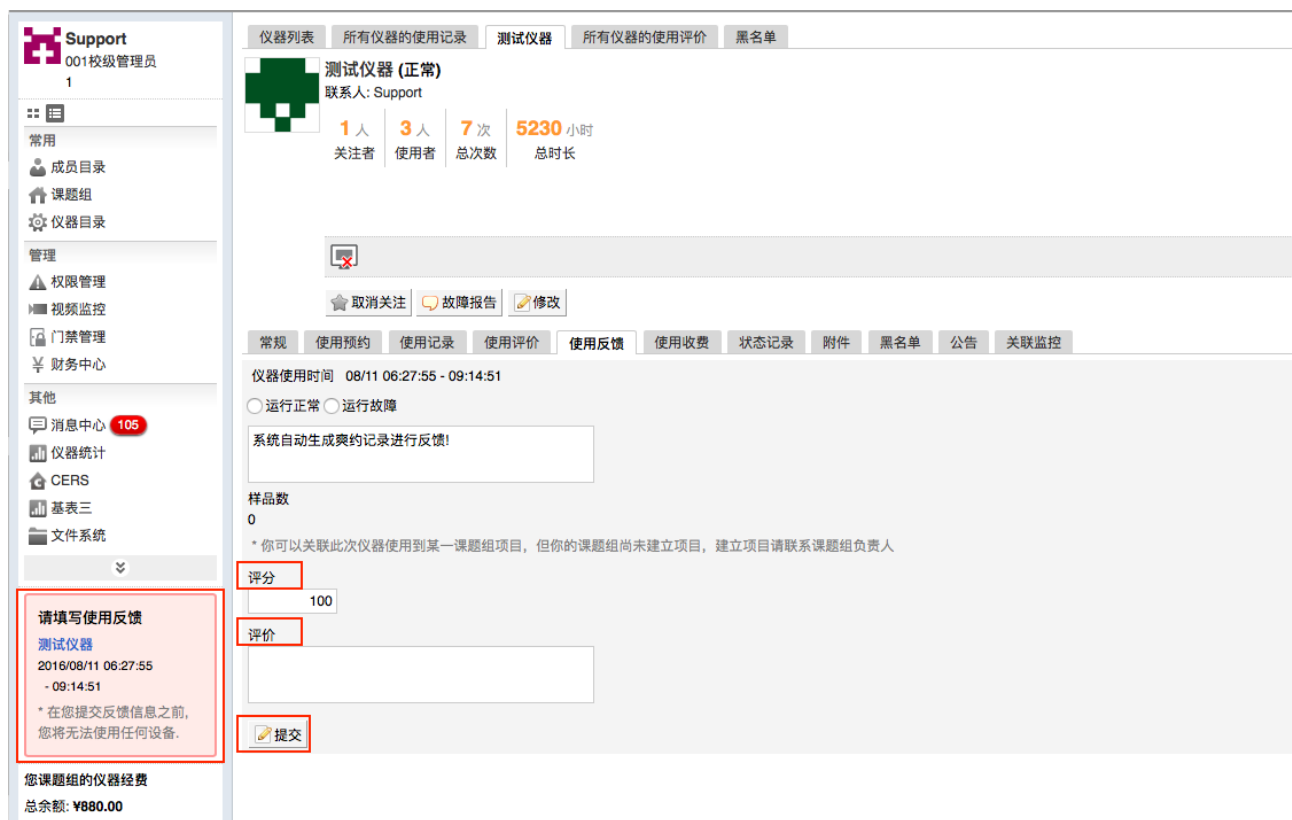 Support
001校级管理员
1
常用
成员目录
课题组
仪器目录
管理
权限管理
视频监控
门禁管理
财务中心
其他
消息中心 105
仪器统计
CERS
基表三
文件系统
请填写使用反馈
测试仪器
2016/08/11 06:27:55
- 09:14:51
* 在您提交反馈信息之前,
您将无法使用任何设备.
您课题组的仪器经费
总余额: ¥880.00
仪器列表 所有仪器的使用记录 测试仪器 所有仪器的使用评价 黑名单
测试仪器 (正常)
联系人: Support
1 人 3 人 7 次 5230 小时
关注者 使用者 总次数 总时长
取消关注 故障报告 修改
常规 使用预约 使用记录 使用评价 使用反馈 使用收费 状态记录 附件 黑名单 公告 关联监控
仪器使用时间 08/11 06:27:55 - 09:14:51
运行正常 运行故障
系统自动生成爽约记录进行反馈!
样品数
0
* 你可以关联此次仪器使用到某一课题组项目，但你的课题组尚未建立项目，建立项目请联系课题组负责人
评分
100
评价
提交